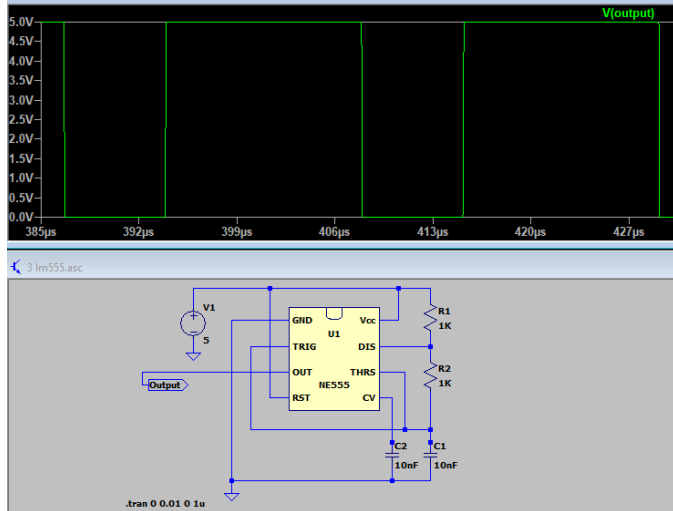 V(output)
5.0V
4.5V
4.0V
3.5V
3.0V
2.5V
2.0V
1.5V
1.0V
0.5V
0.0V
385µs 392µs 399µs 406µs 413µs 420µs 427µs
3 lm555.asc
V1
5
GND Vcc
U1
TRIG DIS
OUT THRS
NE555
RST CV
R1
1K
R2
1K
Output
C2
10nF
C1
10nF
.tran 0 0.01 0 1u